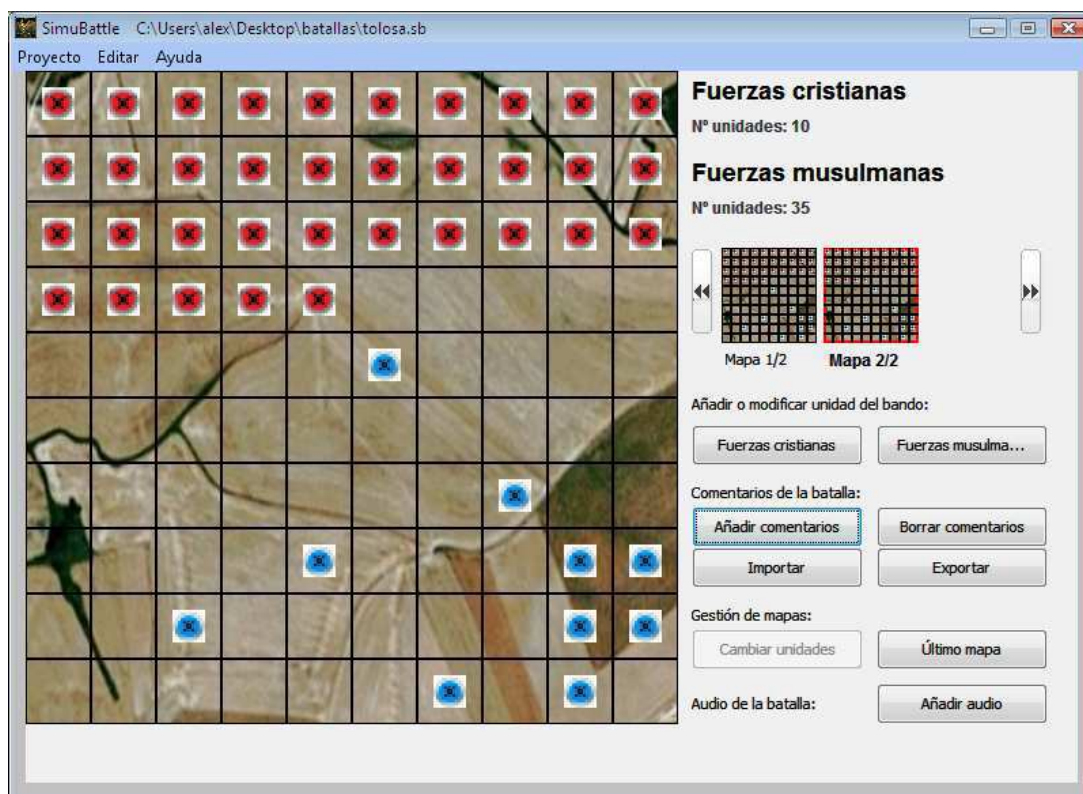 SimuBattle C:\Users\alex\Desktop\batallas\tolosa.sb
Proyecto Editar Ayuda
Fuerzas cristianas
Nº unidades: 10
Fuerzas musulmanas
Nº unidades: 35
Mapa 1/2 Mapa 2/2
Añadir o modificar unidad del bando:
Fuerzas cristianas Fuerzas musulma...
Comentarios de la batalla:
Añadir comentarios Borrar comentarios
Importar Exportar
Gestión de mapas:
Cambiar unidades Último mapa
Audio de la batalla: Añadir audio